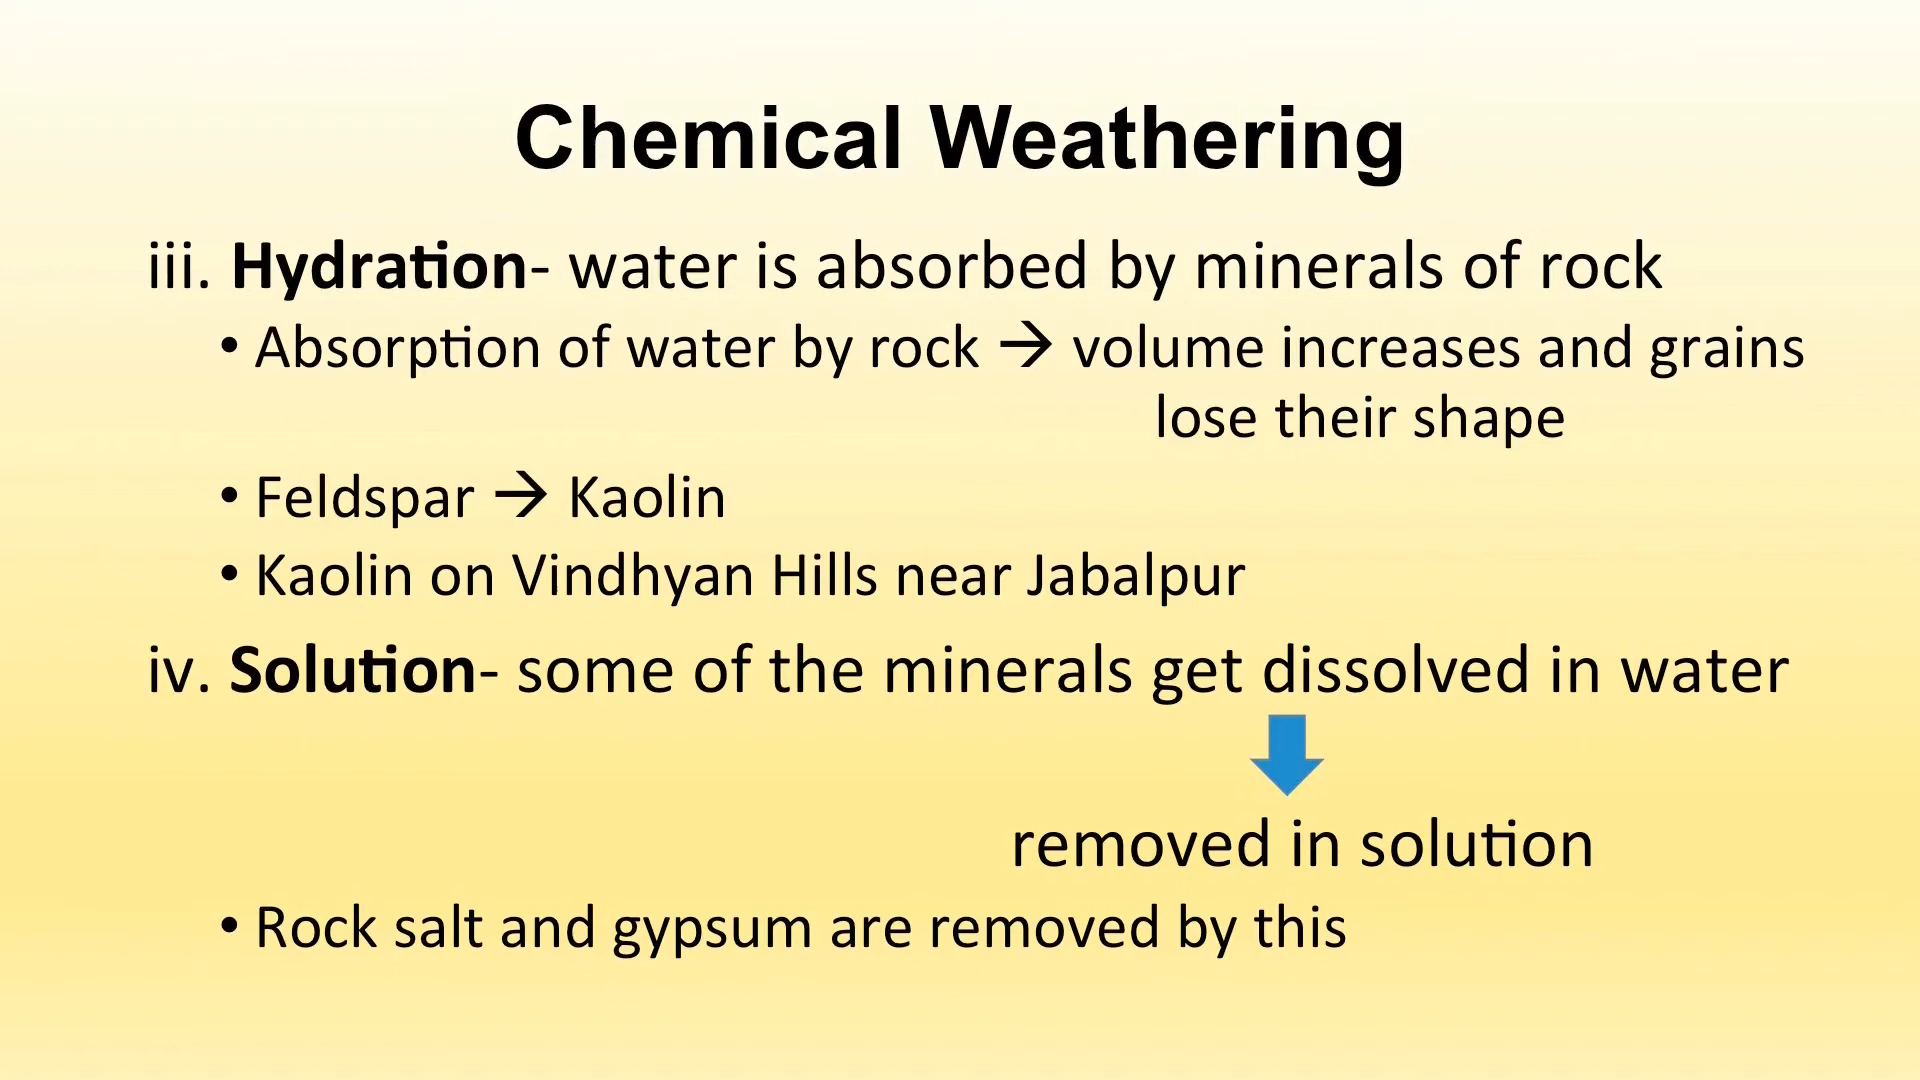 Chemical Weathering
iii. Hydration- water is absorbed by minerals of rock
• Absorption of water by rock → volume increases and grains
lose their shape
• Feldspar → Kaolin
• Kaolin on Vindhyan Hills near Jabalpur
iv. Solution- some of the minerals get dissolved in water
removed in solution
• Rock salt and gypsum are removed by this